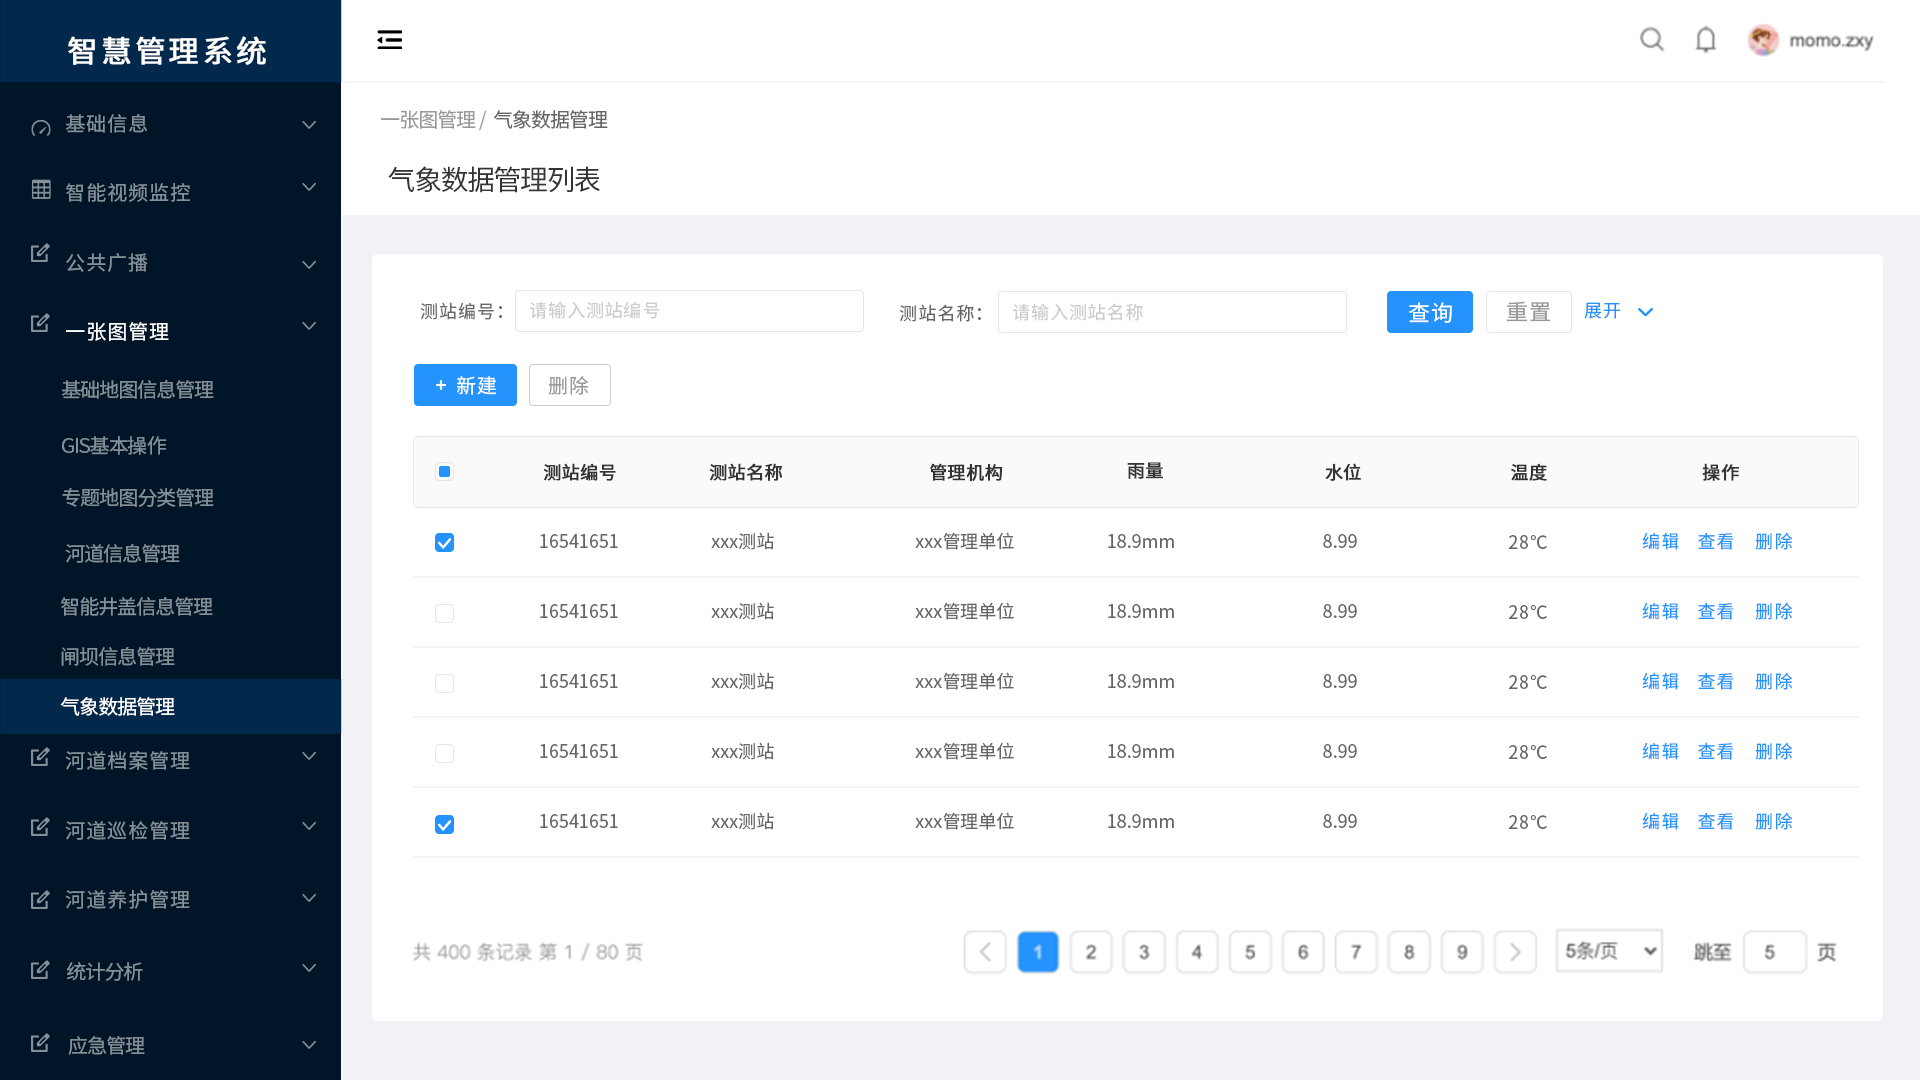 智慧管理系统
momo.zxy
基础信息
智能视频监控
公共广播
一张图管理
基础地图信息管理
GIS基本操作
专题地图分类管理
河道信息管理
智能井盖信息管理
闸坝信息管理
气象数据管理
河道档案管理
河道巡检管理
河道养护管理
统计分析
应急管理
一张图管理 / 气象数据管理
气象数据管理列表
测站编号： 请输入测站编号 测站名称： 请输入测站名称 查询 重置 展开
+ 新建 删除
测站编号 测站名称 管理机构 雨量 水位 温度 操作
16541651 xxx测站 xxx管理单位 18.9mm 8.99 28℃ 编辑 查看 删除
16541651 xxx测站 xxx管理单位 18.9mm 8.99 28℃ 编辑 查看 删除
16541651 xxx测站 xxx管理单位 18.9mm 8.99 28℃ 编辑 查看 删除
16541651 xxx测站 xxx管理单位 18.9mm 8.99 28℃ 编辑 查看 删除
16541651 xxx测站 xxx管理单位 18.9mm 8.99 28℃ 编辑 查看 删除
共 400 条记录 第 1 / 80 页 1 2 3 4 5 6 7 8 9 5条/页 跳至 5 页